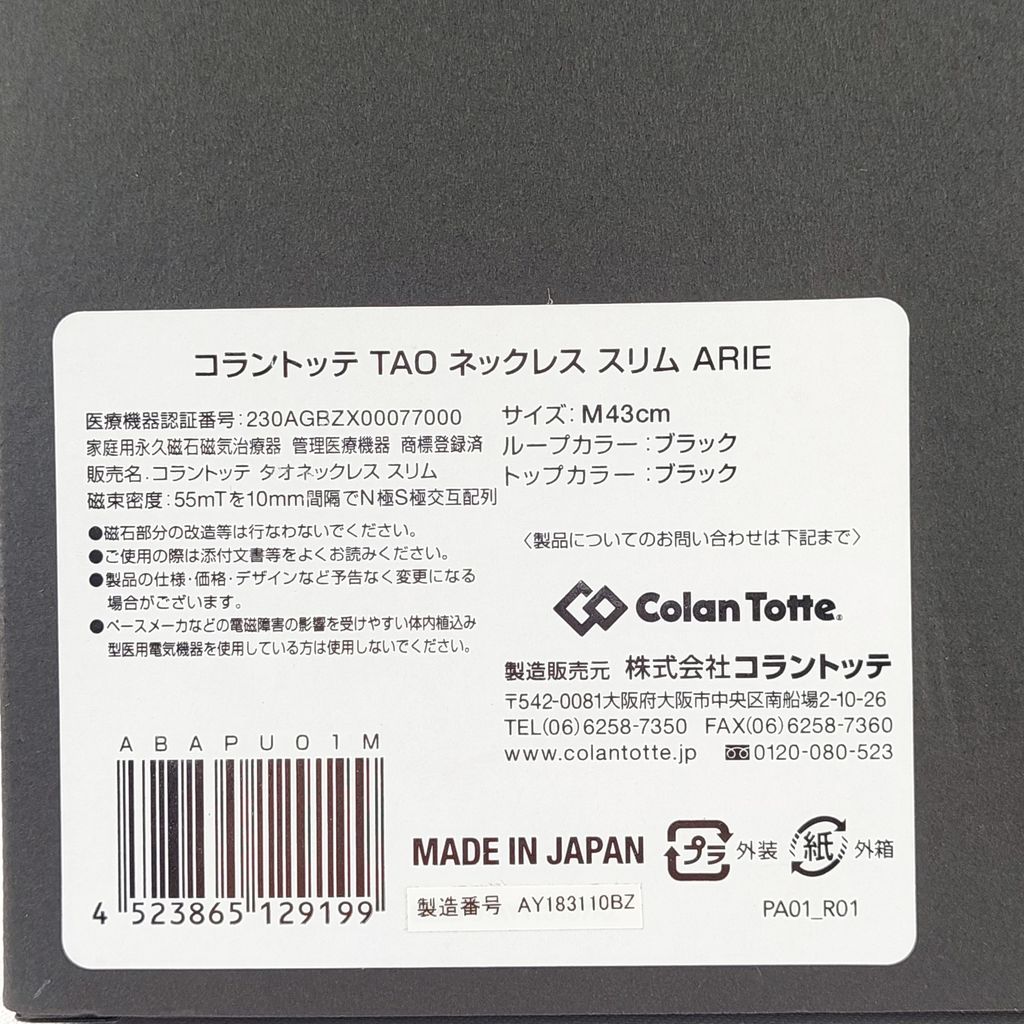 コラントッテ TAO ネックレス スリム ARIE
医療機器認証番号:230AGBZX00077000
家庭用永久磁石磁気治療器 管理医療機器 商標登録済
販売名.コラントッテ タオネックレス スリム
磁束密度:55mTを10mm間隔でN極S極交互配列
サイズ:M43cm
ループカラー:ブラック
トップカラー:ブラック
●磁石部分の改造等は行なわないでください。
●ご使用の際は添付文書等をよくお読みください。
●製品の仕様・価格・デザインなど予告なく変更になる
場合がございます。
●ペースメーカなどの電磁障害の影響を受けやすい体内植込み
型医用電気機器を使用している方は使用しないでください。
〈製品についてのお問い合わせは下記まで〉
Colan Totte®
製造販売元 株式会社コラントッテ
〒542-0081大阪府大阪市中央区南船場2-10-26
TEL(06)6258-7350 FAX(06)6258-7360
www.colantotte.jp 0120-080-523
ABAPU01M
4 523865 129199
MADE IN JAPAN
プラ 外装 紙 外箱
製造番号 AY183110BZ
PA01_R01